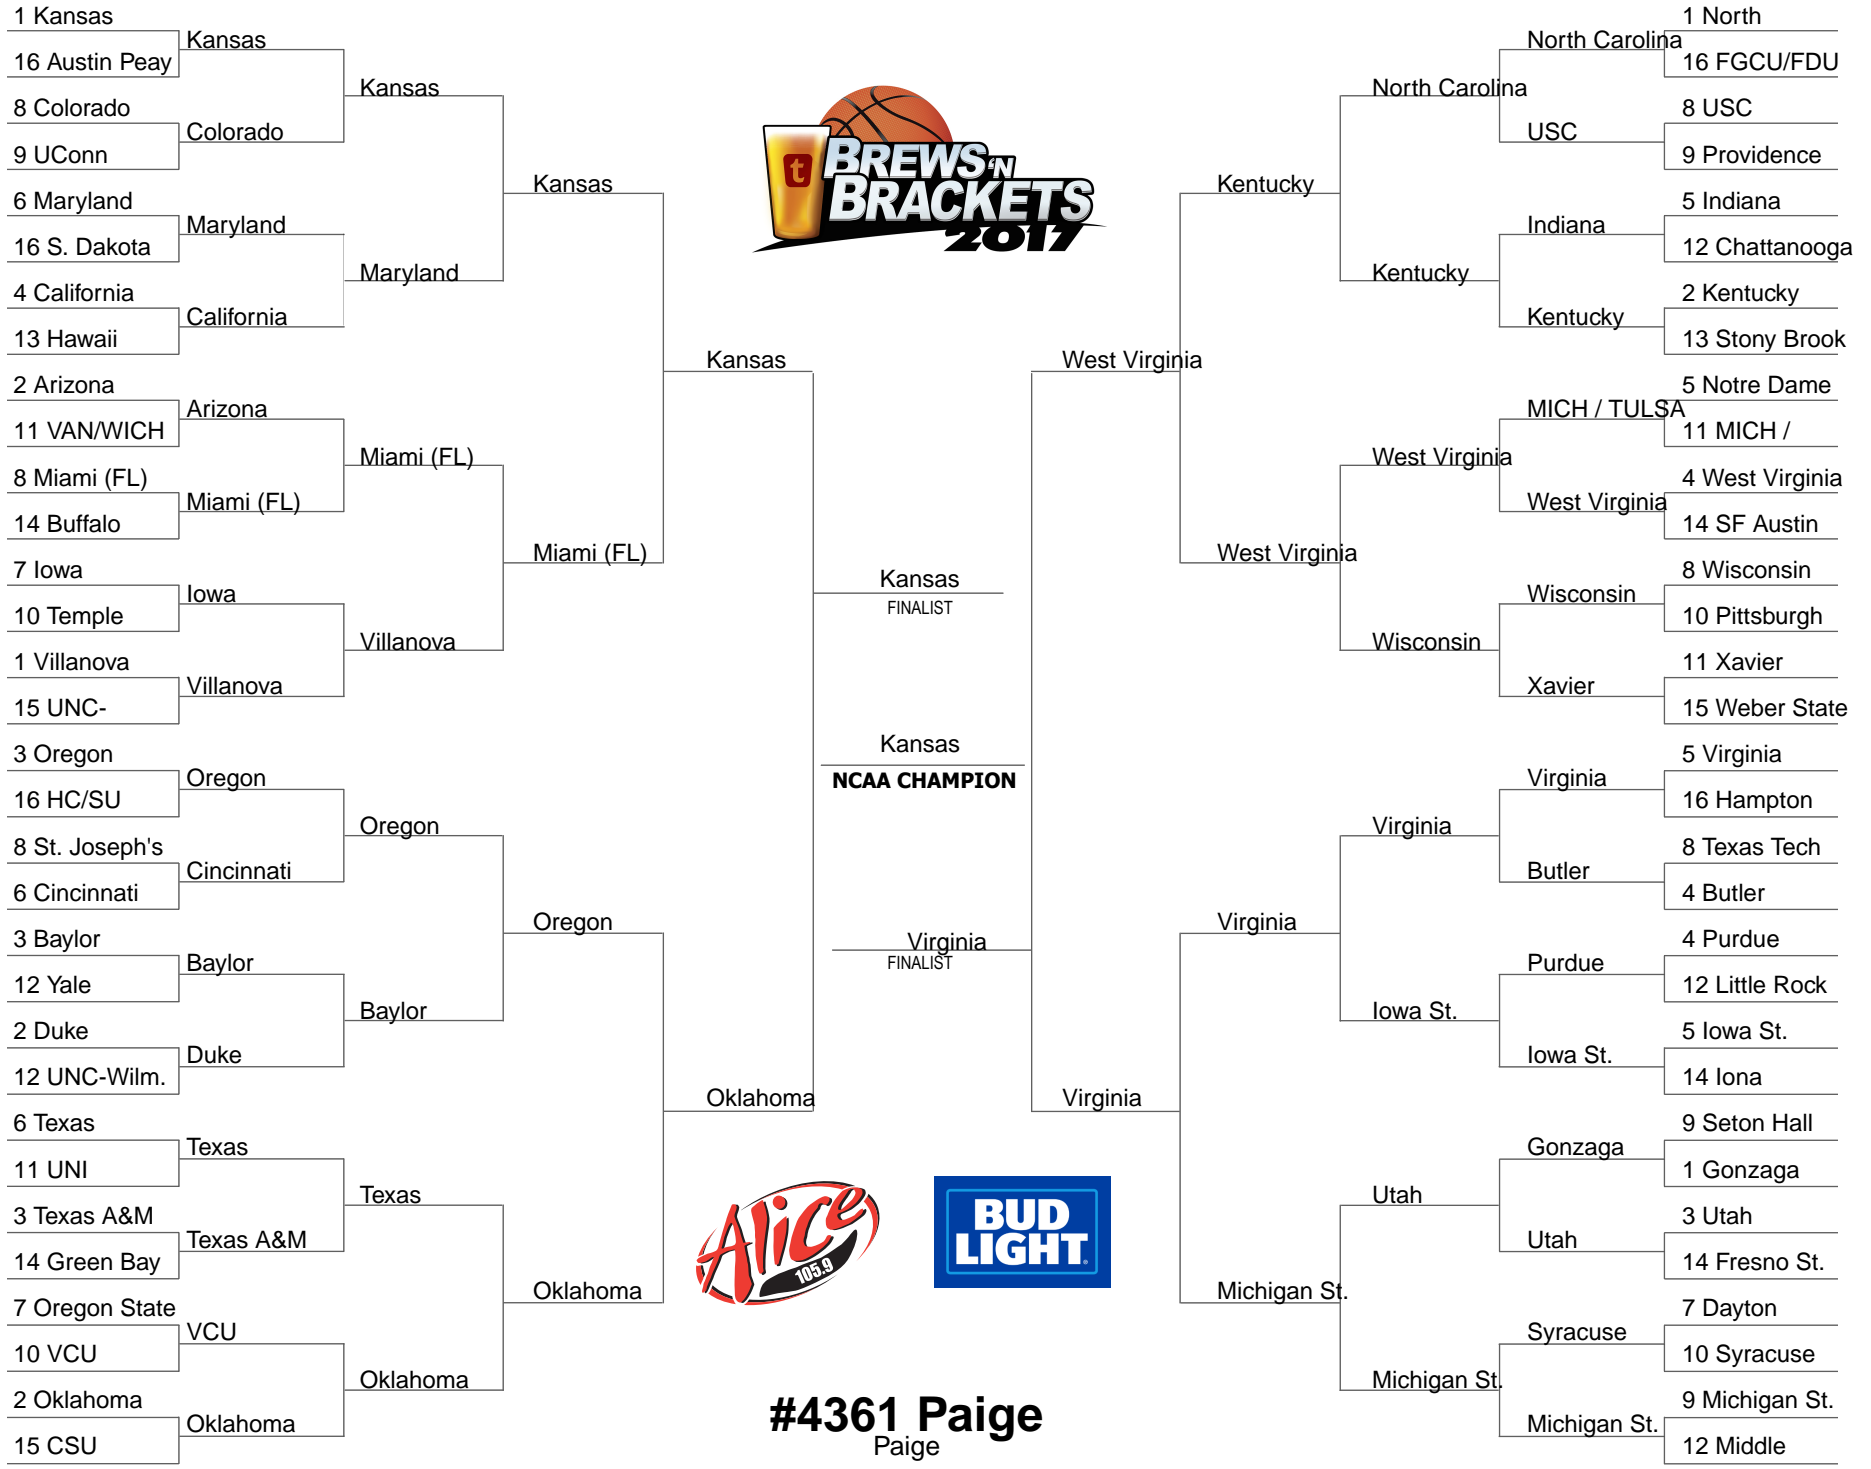 1 Kansas
16 Austin Peay
8 Colorado
9 UConn
6 Maryland
16 S. Dakota
4 California
13 Hawaii
2 Arizona
11 VAN/WICH
8 Miami (FL)
14 Buffalo
7 Iowa
10 Temple
1 Villanova
15 UNC-
3 Oregon
16 HC/SU
8 St. Joseph's
6 Cincinnati
3 Baylor
12 Yale
2 Duke
12 UNC-Wilm.
6 Texas
11 UNI
3 Texas A&M
14 Green Bay
7 Oregon State
10 VCU
2 Oklahoma
15 CSU
Kansas
Colorado
Maryland
California
Arizona
Miami (FL)
Iowa
Villanova
Oregon
Cincinnati
Baylor
Duke
Texas
Texas A&M
VCU
Oklahoma
Kansas
Maryland
Miami (FL)
Villanova
Oregon
Baylor
Texas
Oklahoma
Kansas
Miami (FL)
Oregon
Oklahoma
Kansas
Oklahoma
t
BREWS 'N
BRACKETS
2017
Kansas
FINALIST
Kansas
NCAA CHAMPION
Virginia
FINALIST
Alice
105.9
BUD
LIGHT
#4361 Paige
Paige
West Virginia
Virginia
Kentucky
West Virginia
Virginia
Michigan St.
North Carolina
Kentucky
West Virginia
Wisconsin
Virginia
Iowa St.
Utah
Michigan St.
North Carolina
USC
Indiana
Kentucky
MICH / TULSA
West Virginia
Wisconsin
Xavier
Virginia
Butler
Purdue
Iowa St.
Gonzaga
Utah
Syracuse
Michigan St.
1 North
16 FGCU/FDU
8 USC
9 Providence
5 Indiana
12 Chattanooga
2 Kentucky
13 Stony Brook
5 Notre Dame
11 MICH /
4 West Virginia
14 SF Austin
8 Wisconsin
10 Pittsburgh
11 Xavier
15 Weber State
5 Virginia
16 Hampton
8 Texas Tech
4 Butler
4 Purdue
12 Little Rock
5 Iowa St.
14 Iona
9 Seton Hall
1 Gonzaga
3 Utah
14 Fresno St.
7 Dayton
10 Syracuse
9 Michigan St.
12 Middle